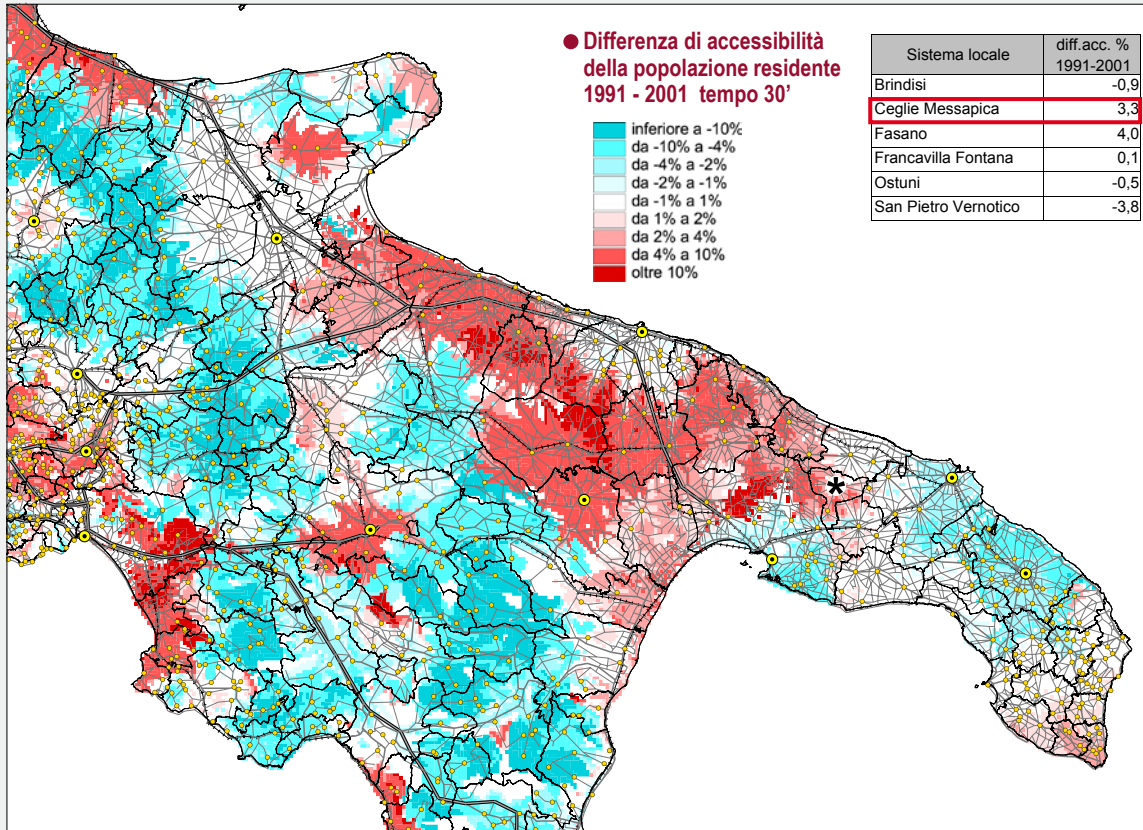 ● Differenza di accessibilità
della popolazione residente
1991 - 2001 tempo 30’
inferiore a -10%
da -10% a -4%
da -4% a -2%
da -2% a -1%
da -1% a 1%
da 1% a 2%
da 2% a 4%
da 4% a 10%
oltre 10%
Sistema locale diff.acc. %
1991-2001
Brindisi -0,9
Ceglie Messapica 3,3
Fasano 4,0
Francavilla Fontana 0,1
Ostuni -0,5
San Pietro Vernotico -3,8
*